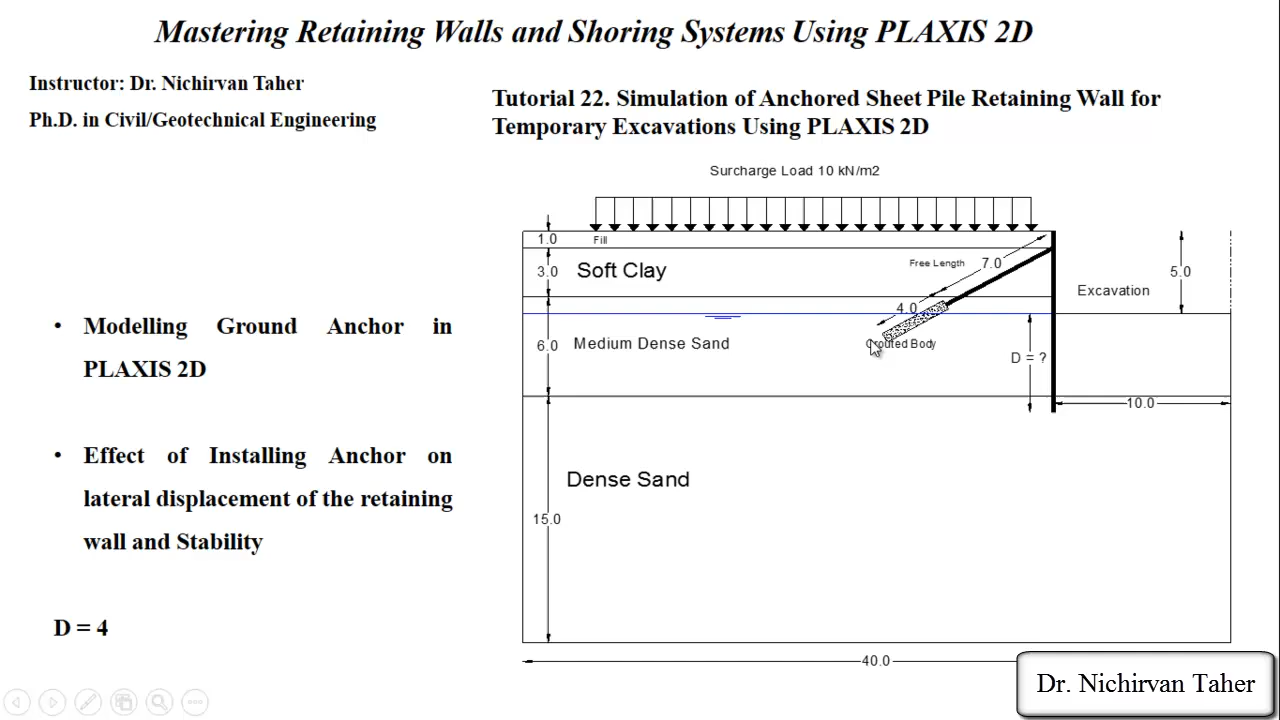 Mastering Retaining Walls and Shoring Systems Using PLAXIS 2D
Instructor: Dr. Nichirvan Taher
Ph.D. in Civil/Geotechnical Engineering
Tutorial 22. Simulation of Anchored Sheet Pile Retaining Wall for
Temporary Excavations Using PLAXIS 2D
• Modelling Ground Anchor in
PLAXIS 2D
• Effect of Installing Anchor on
lateral displacement of the retaining
wall and Stability
D = 4
Surcharge Load 10 kN/m2
1.0
Fill
3.0
Soft Clay
Free Length
7.0
5.0
Excavation
4.0
6.0
Medium Dense Sand
Grouted Body
D = ?
10.0
Dense Sand
15.0
40.0
Dr. Nichirvan Taher